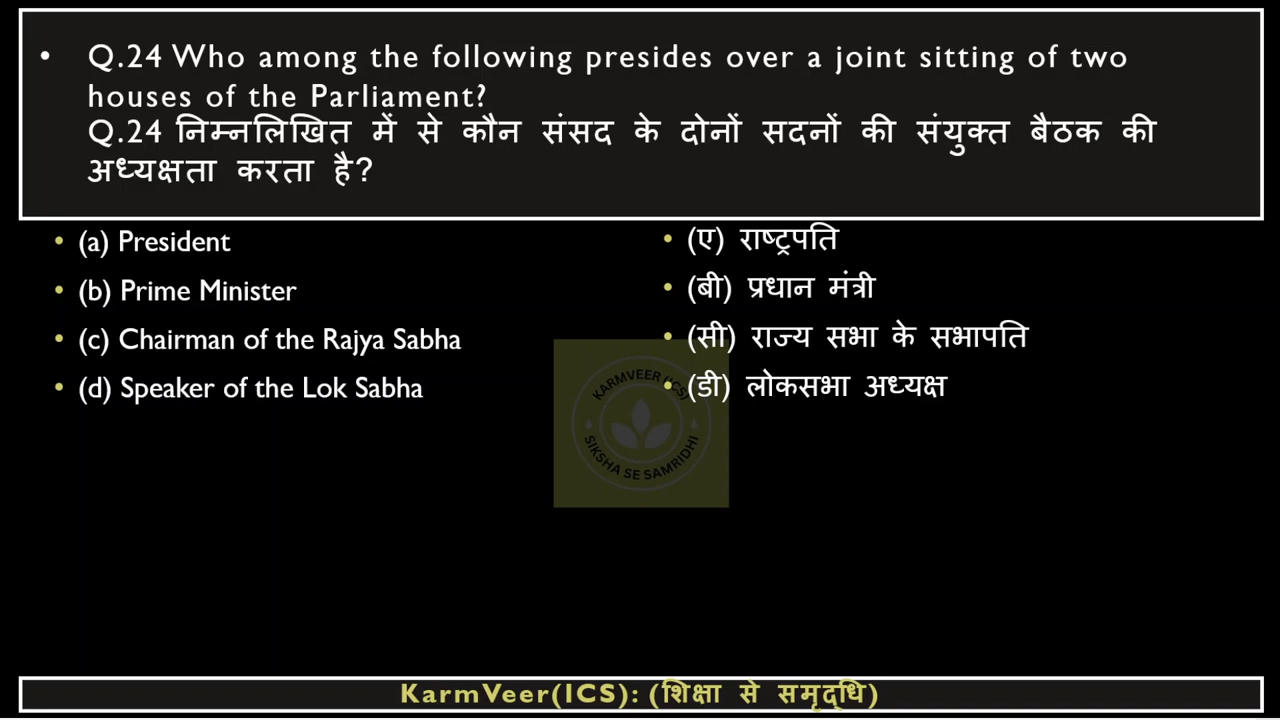 • Q.24 Who among the following presides over a joint sitting of two
houses of the Parliament?
Q.24 निम्नलिखित में से कौन संसद के दोनों सदनों की संयुक्त बैठक की
अध्यक्षता करता है?
• (a) President
• (b) Prime Minister
• (c) Chairman of the Rajya Sabha
• (d) Speaker of the Lok Sabha
• (ए) राष्ट्रपति
• (बी) प्रधान मंत्री
• (सी) राज्य सभा के सभापति
• (डी) लोकसभा अध्यक्ष
KARMVEER (ICS)
SIKSHA SE SAMRIDHI
KarmVeer(ICS): (शिक्षा से समृद्धि)